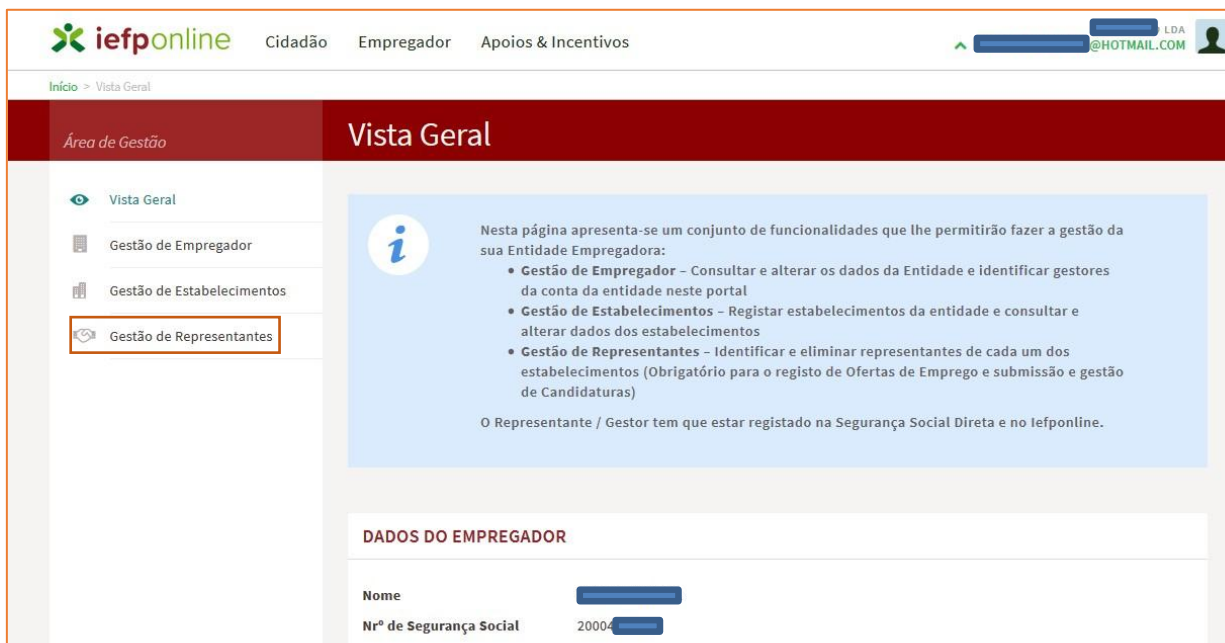 iefponline Cidadão Empregador Apoios & Incentivos
LDA
@HOTMAIL.COM
Início > Vista Geral
Área de Gestão
Vista Geral
Vista Geral
Gestão de Empregador
Gestão de Estabelecimentos
Gestão de Representantes
i
Nesta página apresenta-se um conjunto de funcionalidades que lhe permitirão fazer a gestão da
sua Entidade Empregadora:
• Gestão de Empregador – Consultar e alterar os dados da Entidade e identificar gestores
da conta da entidade neste portal
• Gestão de Estabelecimentos – Registar estabelecimentos da entidade e consultar e
alterar dados dos estabelecimentos
• Gestão de Representantes – Identificar e eliminar representantes de cada um dos
estabelecimentos (Obrigatório para o registo de Ofertas de Emprego e submissão e gestão
de Candidaturas)
O Representante / Gestor tem que estar registado na Segurança Social Direta e no Iefponline.
DADOS DO EMPREGADOR
Nome
Nrº de Segurança Social 20004